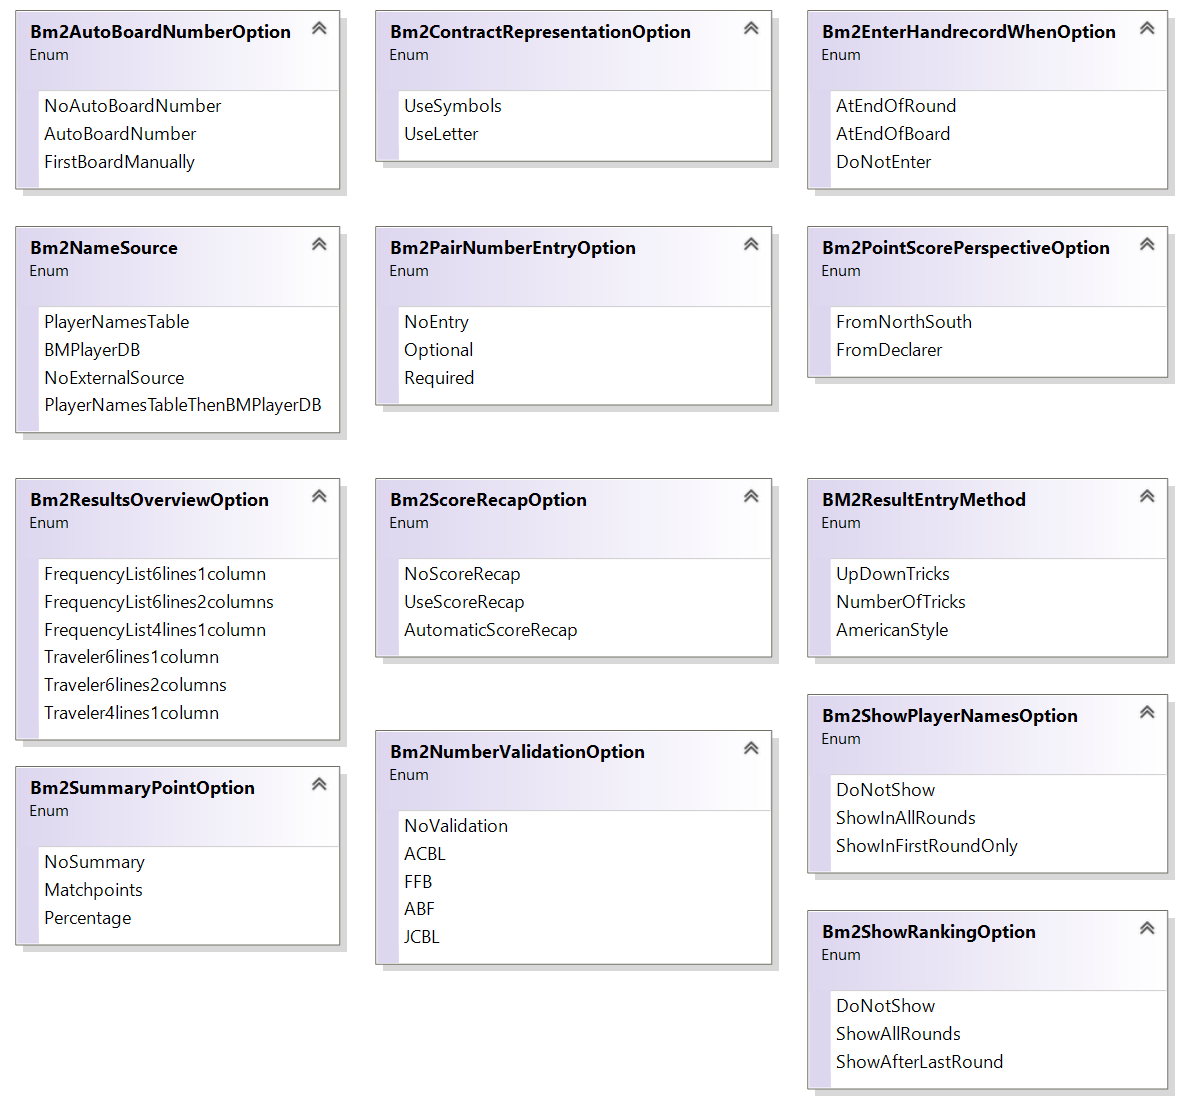 Bm2AutoBoardNumberOption
Enum
NoAutoBoardNumber
AutoBoardNumber
FirstBoardManually
Bm2ContractRepresentationOption
Enum
UseSymbols
UseLetter
Bm2EnterHandrecordWhenOption
Enum
AtEndOfRound
AtEndOfBoard
DoNotEnter
Bm2NameSource
Enum
PlayerNamesTable
BMPlayerDB
NoExternalSource
PlayerNamesTableThenBMPlayerDB
Bm2PairNumberEntryOption
Enum
NoEntry
Optional
Required
Bm2PointScorePerspectiveOption
Enum
FromNorthSouth
FromDeclarer
Bm2ResultsOverviewOption
Enum
FrequencyList6lines1column
FrequencyList6lines2columns
FrequencyList4lines1column
Traveler6lines1column
Traveler6lines2columns
Traveler4lines1column
Bm2ScoreRecapOption
Enum
NoScoreRecap
UseScoreRecap
AutomaticScoreRecap
BM2ResultEntryMethod
Enum
UpDownTricks
NumberOfTricks
AmericanStyle
Bm2SummaryPointOption
Enum
NoSummary
Matchpoints
Percentage
Bm2NumberValidationOption
Enum
NoValidation
ACBL
FFB
ABF
JCBL
Bm2ShowPlayerNamesOption
Enum
DoNotShow
ShowInAllRounds
ShowInFirstRoundOnly
Bm2ShowRankingOption
Enum
DoNotShow
ShowAllRounds
ShowAfterLastRound